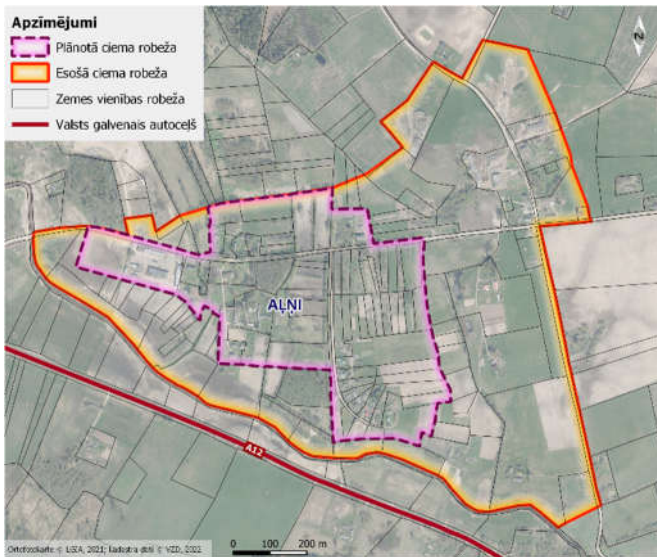 Apzīmējumi
Plānotā ciema robeža
Esošā ciema robeža
Zemes vienības robeža
Valsts galvenais autoceļš
Z
AĻŅI
A12
0 100 200 m
Ortofotokarte © LĢIA, 2021; Kadastra dati © VZD, 2022